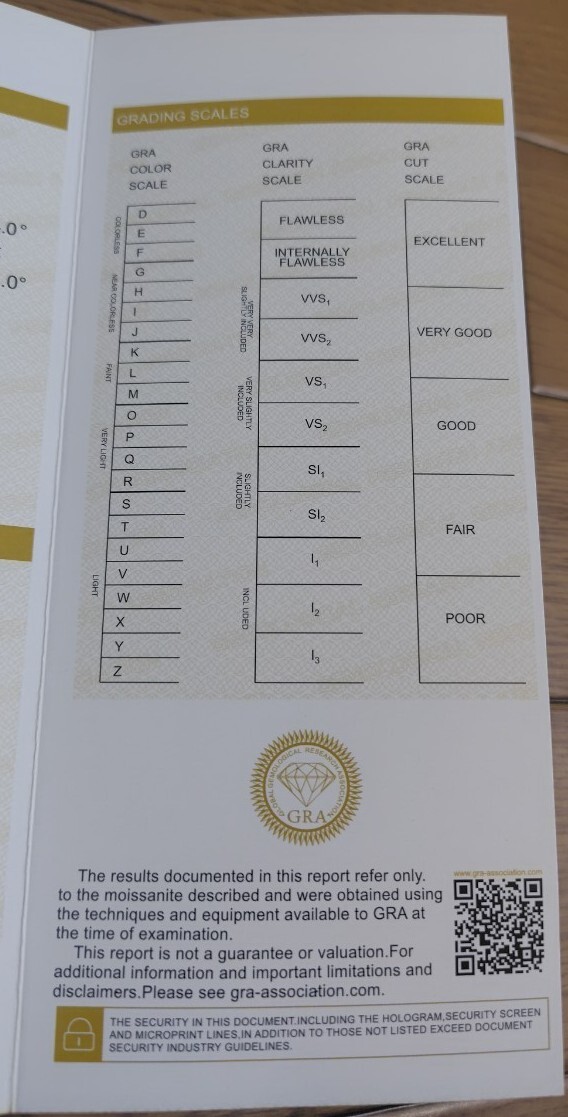 .0°
.0°
GRADING SCALES
GRA
COLOR
SCALE
COLORLESS
D
E
F
NEAR COLORLESS
G
H
I
J
FAINT
K
L
M
VERY LIGHT
O
P
Q
R
LIGHT
S
T
U
V
W
X
Y
Z
GRA
CLARITY
SCALE
FLAWLESS
INTERNALLY
FLAWLESS
VERY VERY
SLIGHTLY INCLUDED
VVS₁
VVS₂
VERY SLIGHTLY
INCLUDED
VS₁
VS₂
SLIGHTLY
INCLUDED
SI₁
SI₂
INCLUDED
I₁
I₂
I₃
GRA
CUT
SCALE
EXCELLENT
VERY GOOD
GOOD
FAIR
POOR
GLOBAL GEMOLOGICAL RESEARCH ASSOCIATION
GRA
The results documented in this report refer only.
to the moissanite described and were obtained using
the techniques and equipment available to GRA at
the time of examination.
This report is not a guarantee or valuation.For
additional information and important limitations and
disclaimers.Please see gra-association.com.
www.gra-association.com
THE SECURITY IN THIS DOCUMENT.INCLUDING THE HOLOGRAM,SECURITY SCREEN
AND MICROPRINT LINES,IN ADDITION TO THOSE NOT LISTED EXCEED DOCUMENT
SECURITY INDUSTRY GUIDELINES.